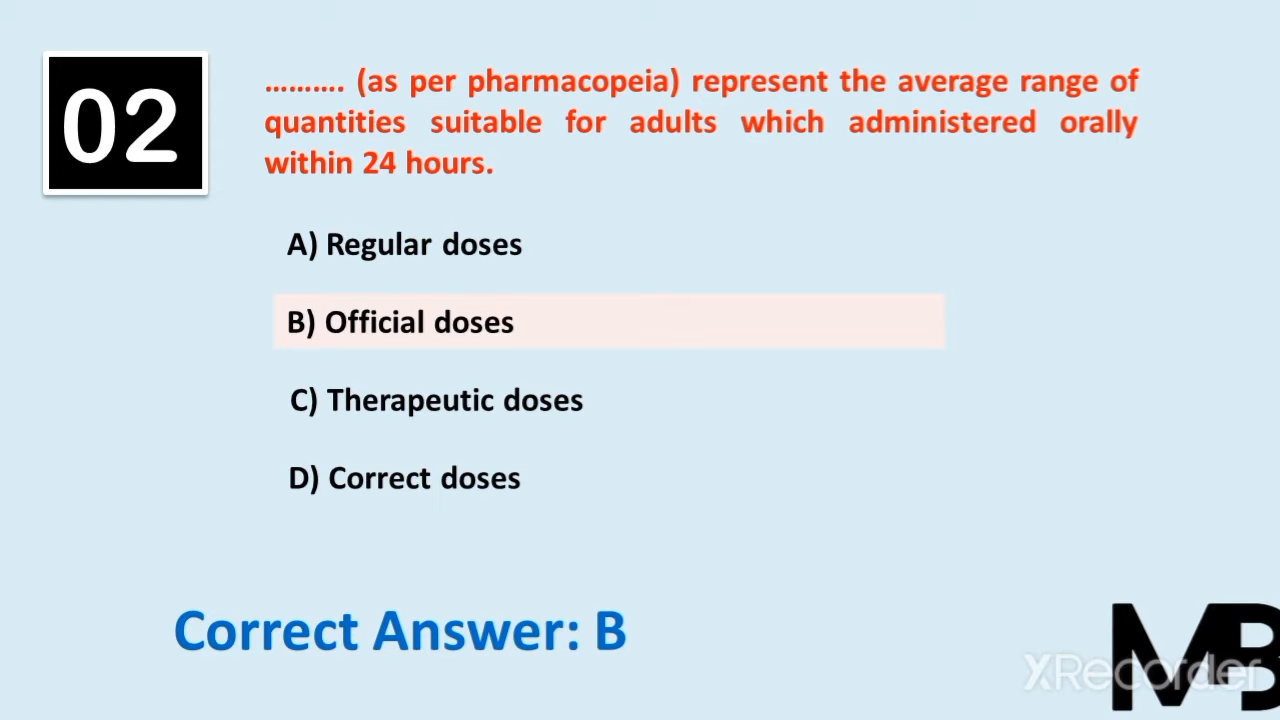 02
.......... (as per pharmacopeia) represent the average range of
quantities suitable for adults which administered orally
within 24 hours.
A) Regular doses
B) Official doses
C) Therapeutic doses
D) Correct doses
Correct Answer: B
MB
XRecorder